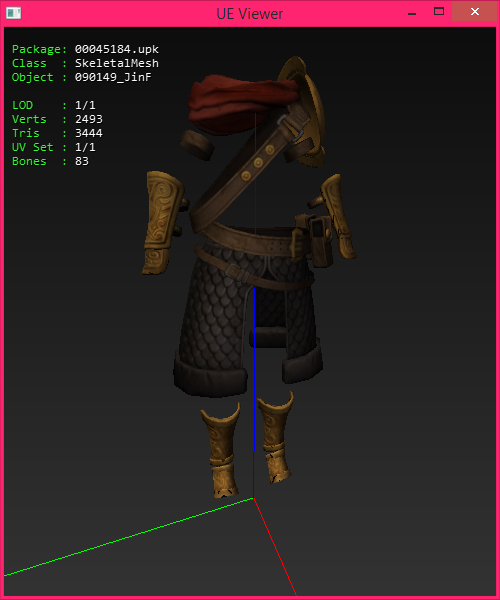 UE Viewer
Package: 00045184.upk
Class  : SkeletalMesh
Object : 090149_JinF
LOD    : 1/1
Verts  : 2493
Tris   : 3444
UV Set : 1/1
Bones  : 83